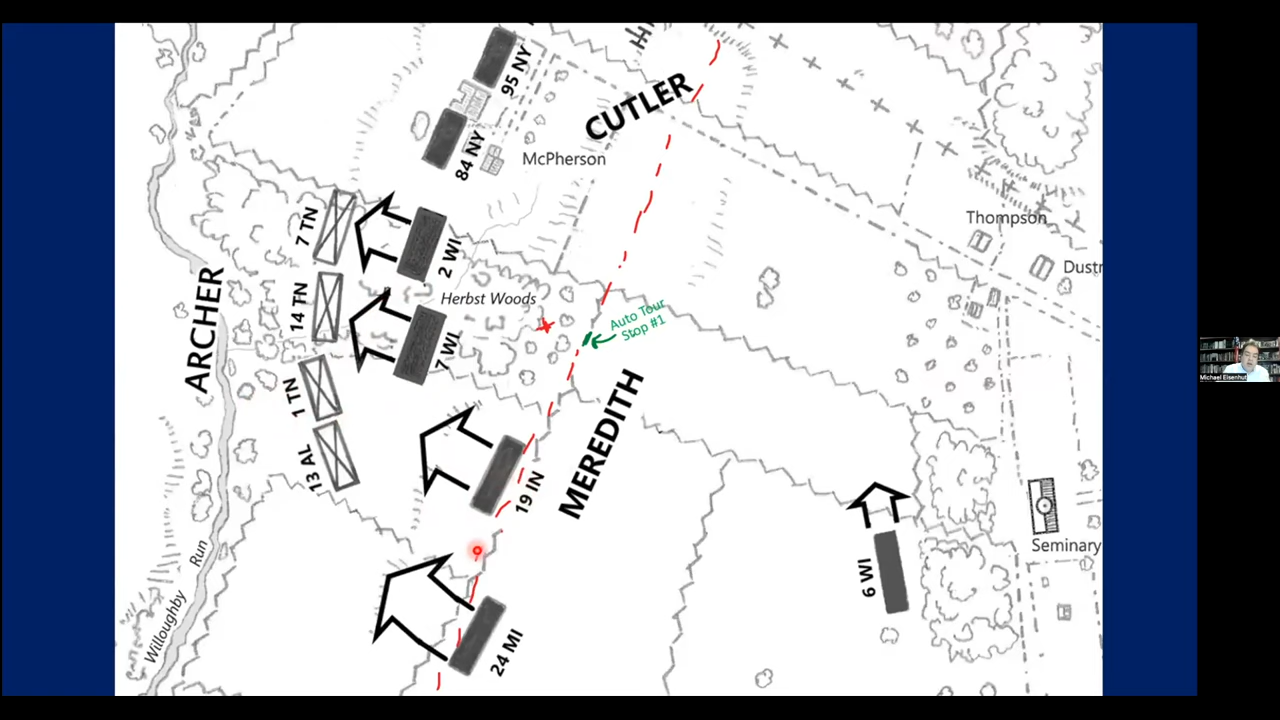 95 NY
CUTLER
84 NY
McPherson
7 TN
2 WI
Thompson
14 TN
Herbst Woods
ARCHER
Auto Tour
Stop #1
7 WI
1 TN
MEREDITH
13 AL
19 IN
Seminary
Willoughby Run
6 WI
24 MI
Michael Eisenhut